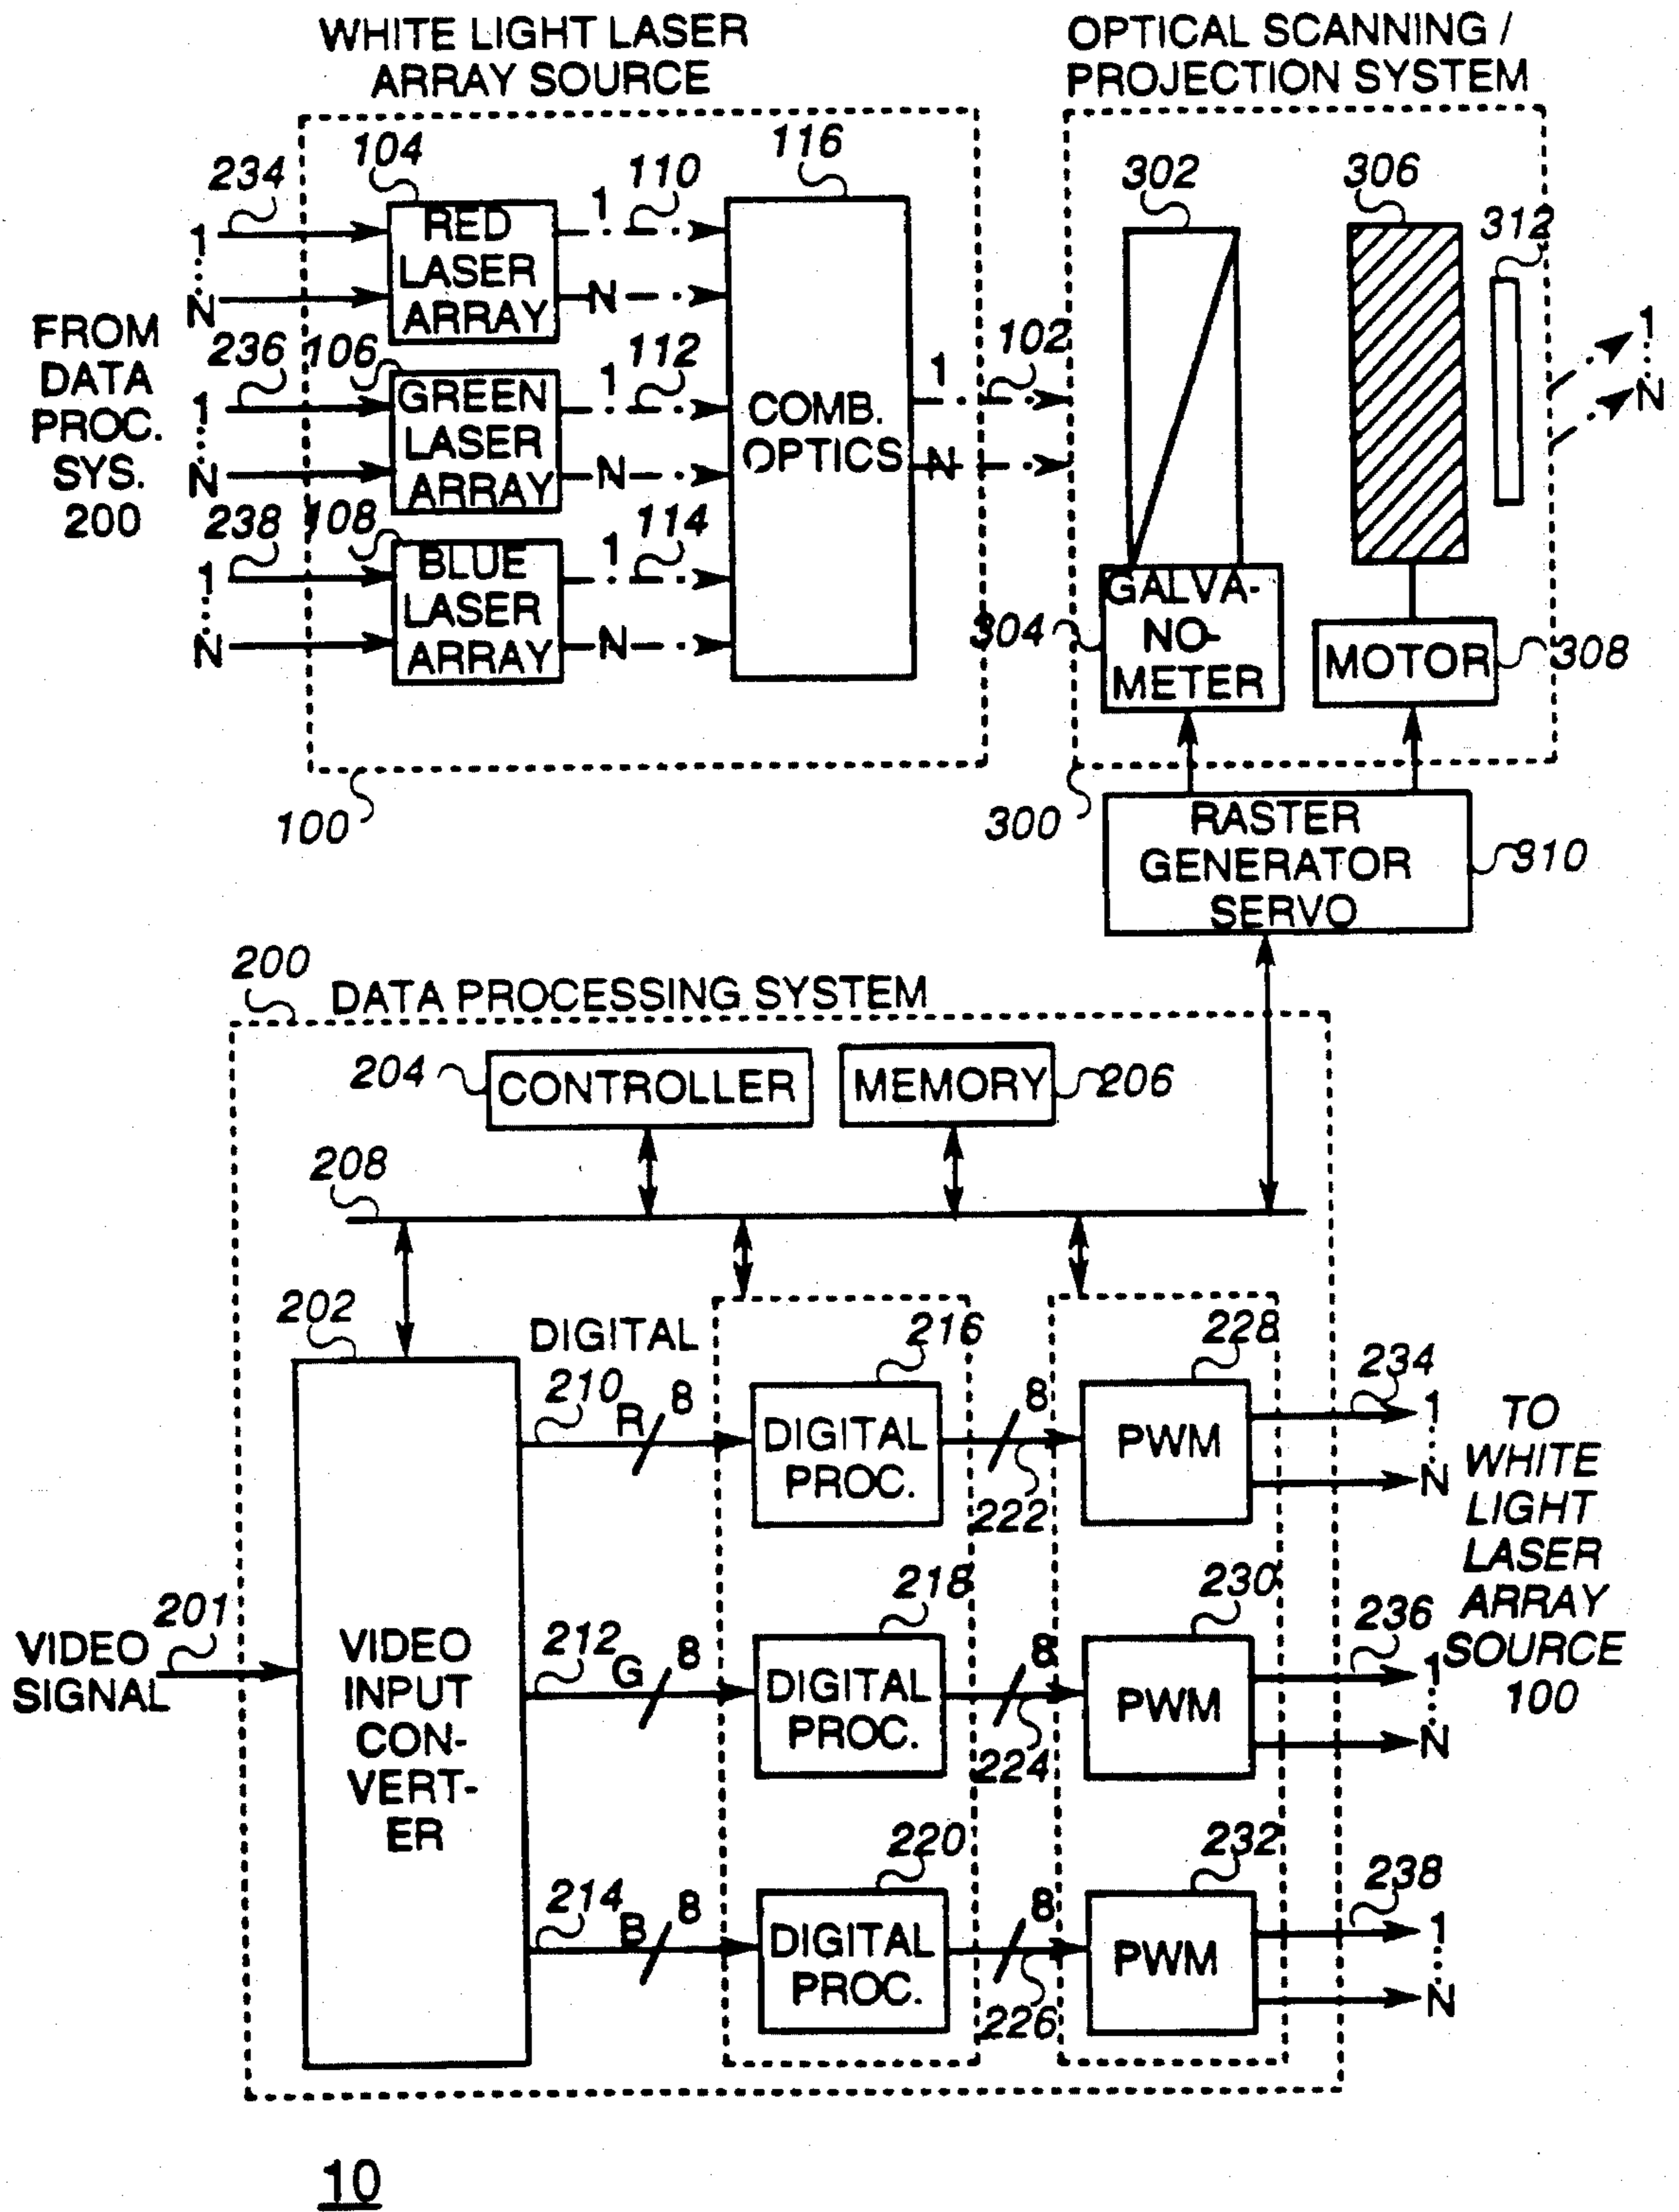 WHITE LIGHT LASER
ARRAY SOURCE
OPTICAL SCANNING /
PROJECTION SYSTEM
234
104
110
116
302
306
312
1
N
RED
LASER
ARRAY
1
N
FROM
DATA
PROC.
SYS.
200
236
106
112
102
1
N
1
N
GREEN
LASER
ARRAY
1
N
COMB.
OPTICS
1
N
238
108
114
1
N
BLUE
LASER
ARRAY
1
N
304
GALVA-
NO-
METER
MOTOR
308
100
300
RASTER
GENERATOR
SERVO
310
200
DATA PROCESSING SYSTEM
204
CONTROLLER
MEMORY
206
208
202
DIGITAL
216
228
234
210
R
8
DIGITAL
PROC.
8
222
PWM
1
N
TO
WHITE
LIGHT
LASER
ARRAY
SOURCE
100
VIDEO
SIGNAL
201
VIDEO
INPUT
CON-
VERT-
ER
212
G
8
218
DIGITAL
PROC.
8
224
230
PWM
236
1
N
214
B
8
220
DIGITAL
PROC.
8
226
232
PWM
238
1
N
10